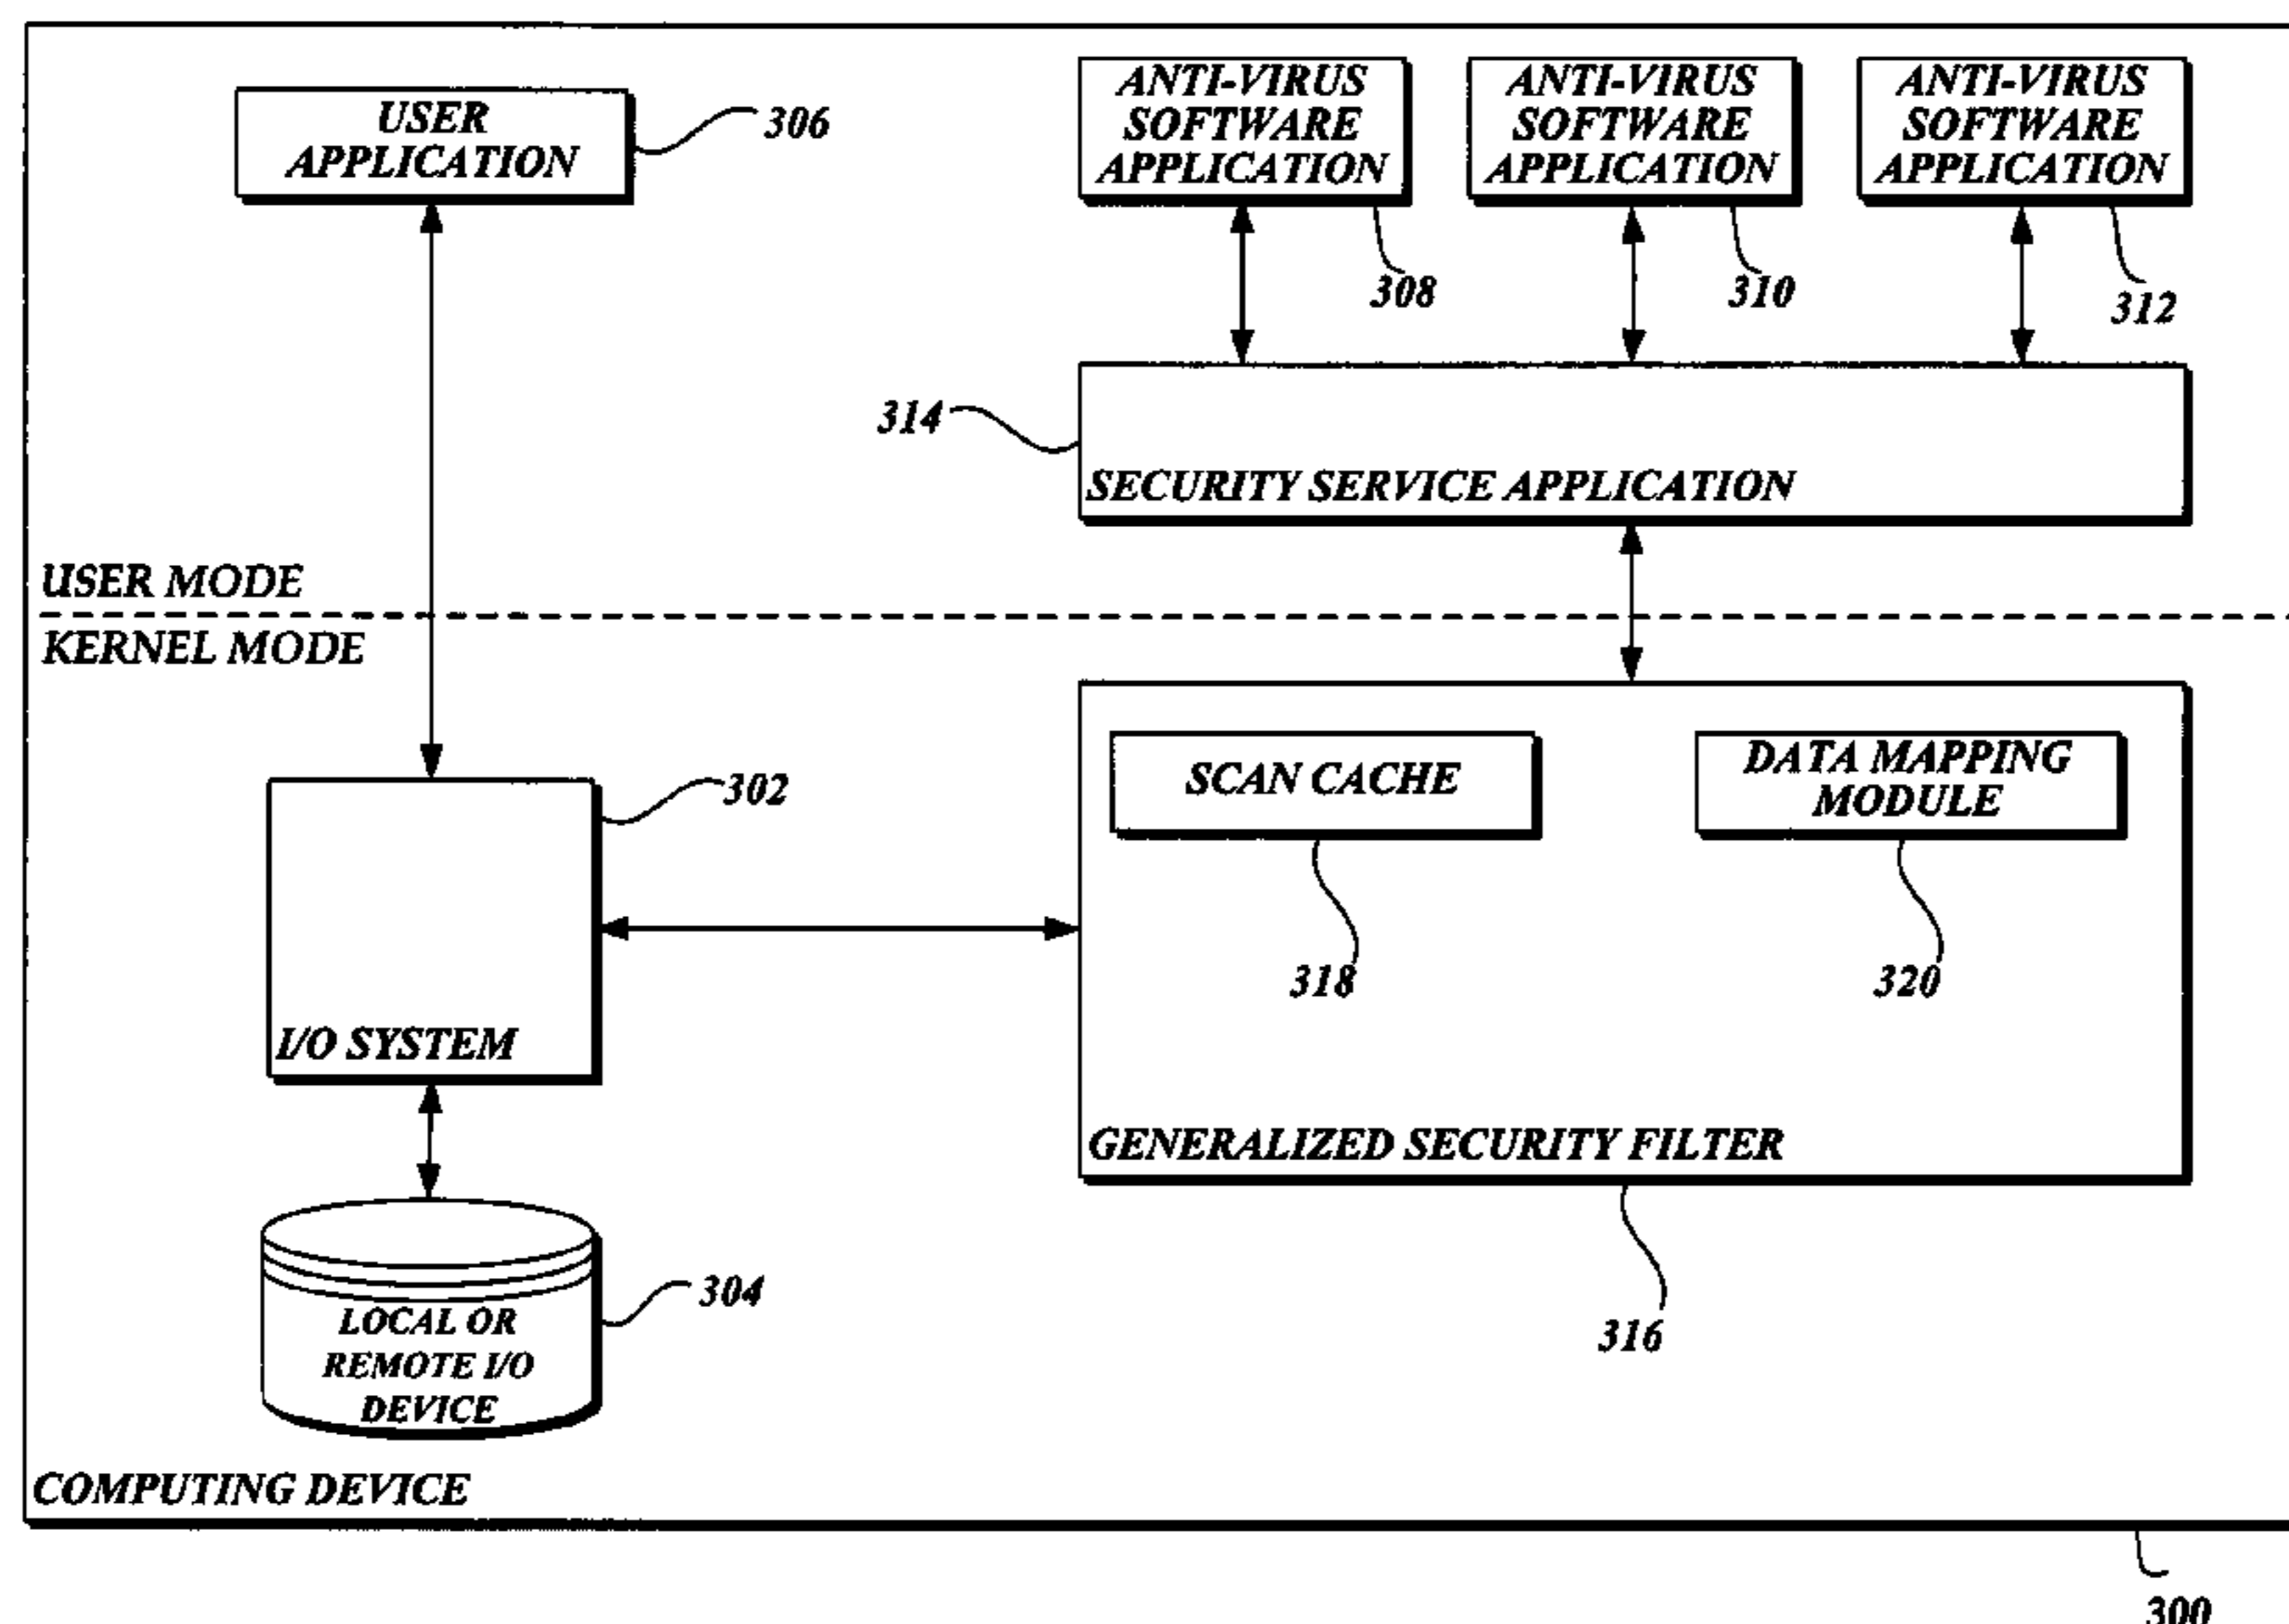 USER
APPLICATION
306
ANTI-VIRUS
SOFTWARE
APPLICATION
308
ANTI-VIRUS
SOFTWARE
APPLICATION
310
ANTI-VIRUS
SOFTWARE
APPLICATION
312
314
SECURITY SERVICE APPLICATION
USER MODE
KERNEL MODE
302
I/O SYSTEM
SCAN CACHE
318
DATA MAPPING
MODULE
320
GENERALIZED SECURITY FILTER
316
304
LOCAL OR
REMOTE I/O
DEVICE
COMPUTING DEVICE
300